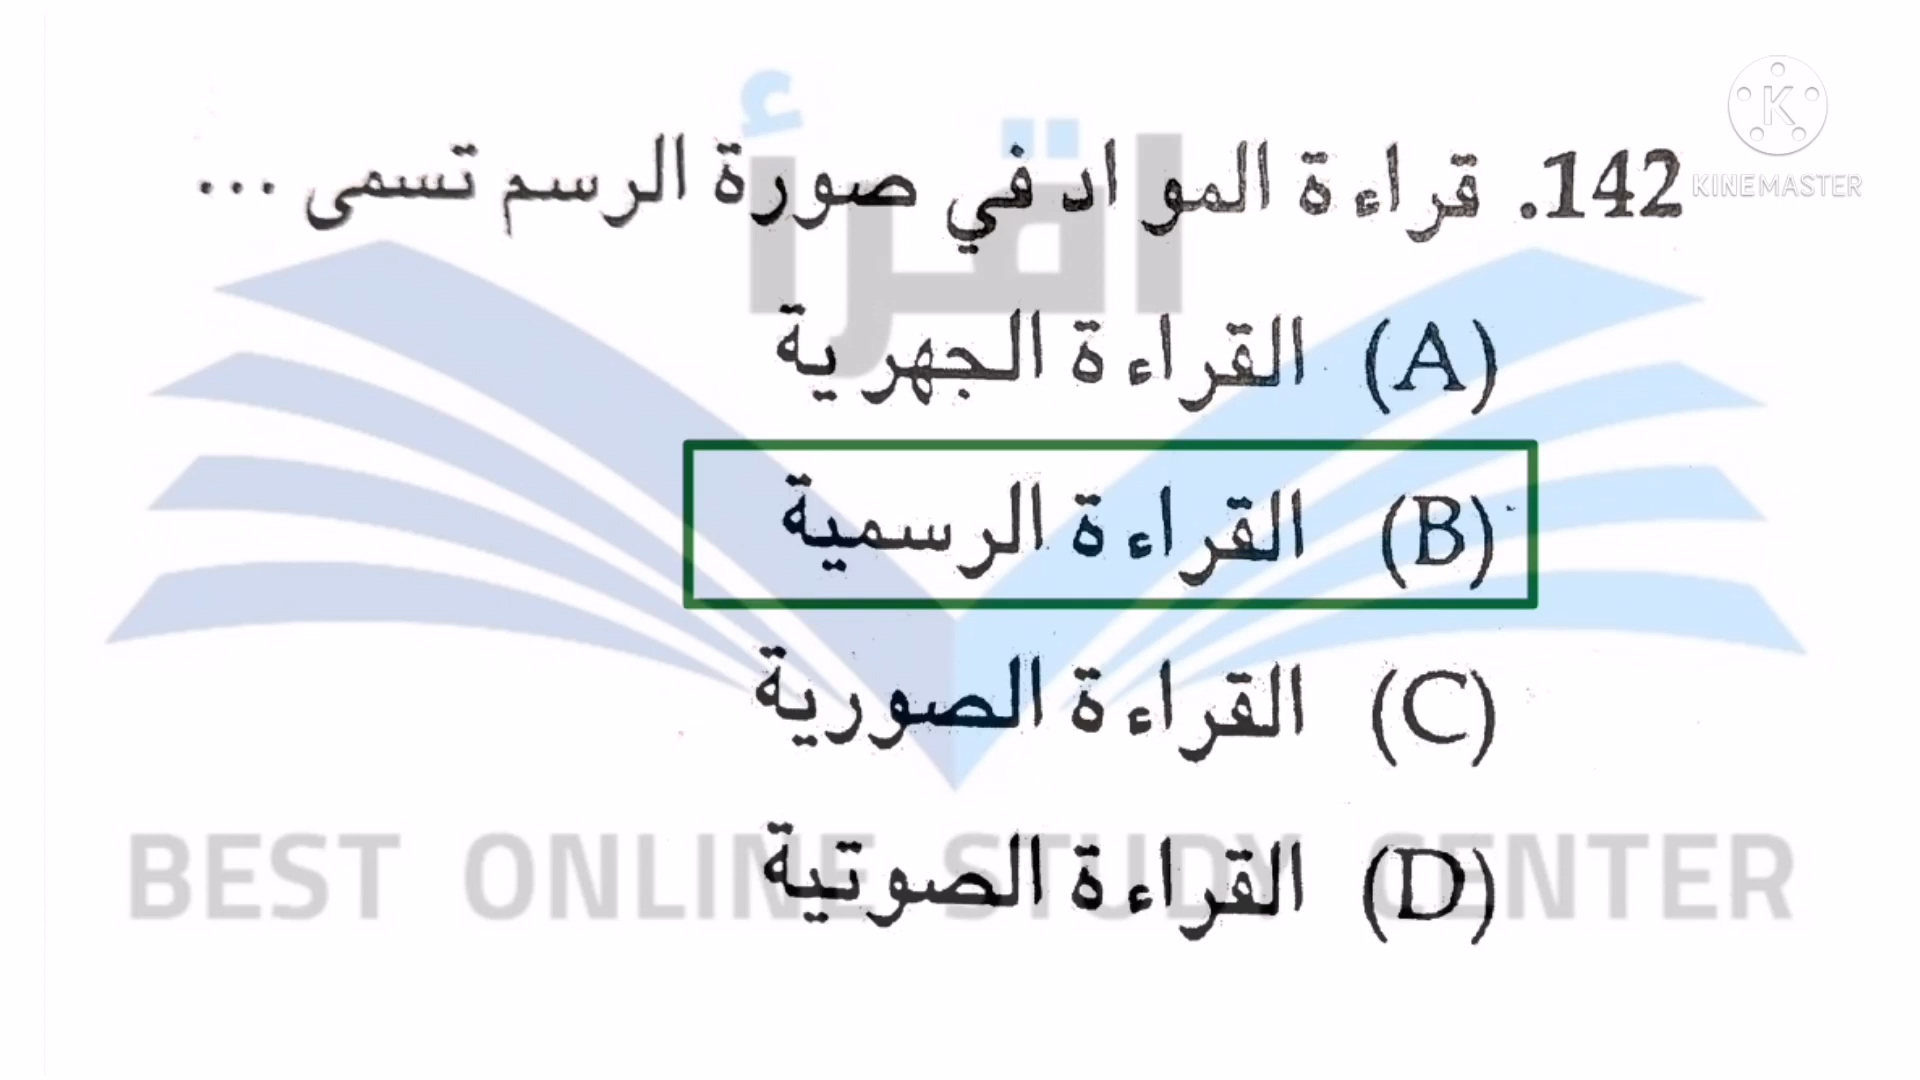 142. قراءة المواد في صورة الرسم تسمى ...
(A) القراءة الجهرية
(B) القراءة الرسمية
(C) القراءة الصورية
(D) القراءة الصوتية
اقرأ
BEST ONLINE STUDY CENTER
K
KINEMASTER